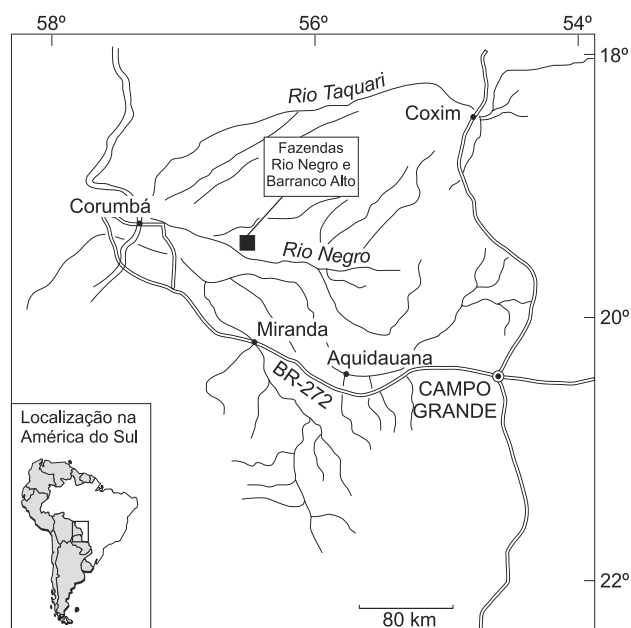 58º 56º 54º
18º
Rio Taquari
Coxim
Fazendas
Rio Negro e
Barranco Alto
Corumbá
Rio Negro
20º
Miranda
Aquidauana
BR-272
CAMPO
GRANDE
Localização na
América do Sul
22º
80 km